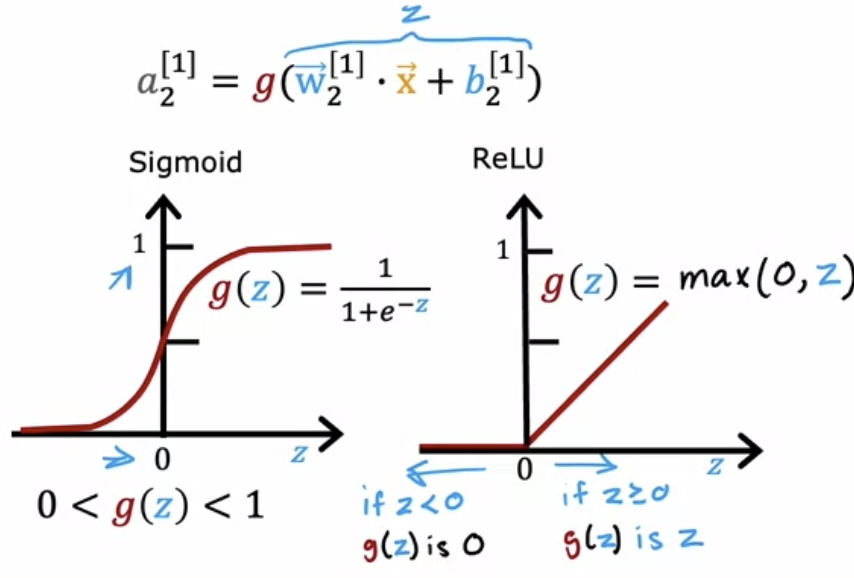 z
a₂^[1] = g(w⃗₂^[1] · x⃗ + b₂^[1])
Sigmoid
1
g(z) = 1/(1+e^−z)
0
z
0 < g(z) < 1
ReLU
1
g(z) = max(0, z)
0
z
if z<0
g(z) is 0
if z≥0
g(z) is z